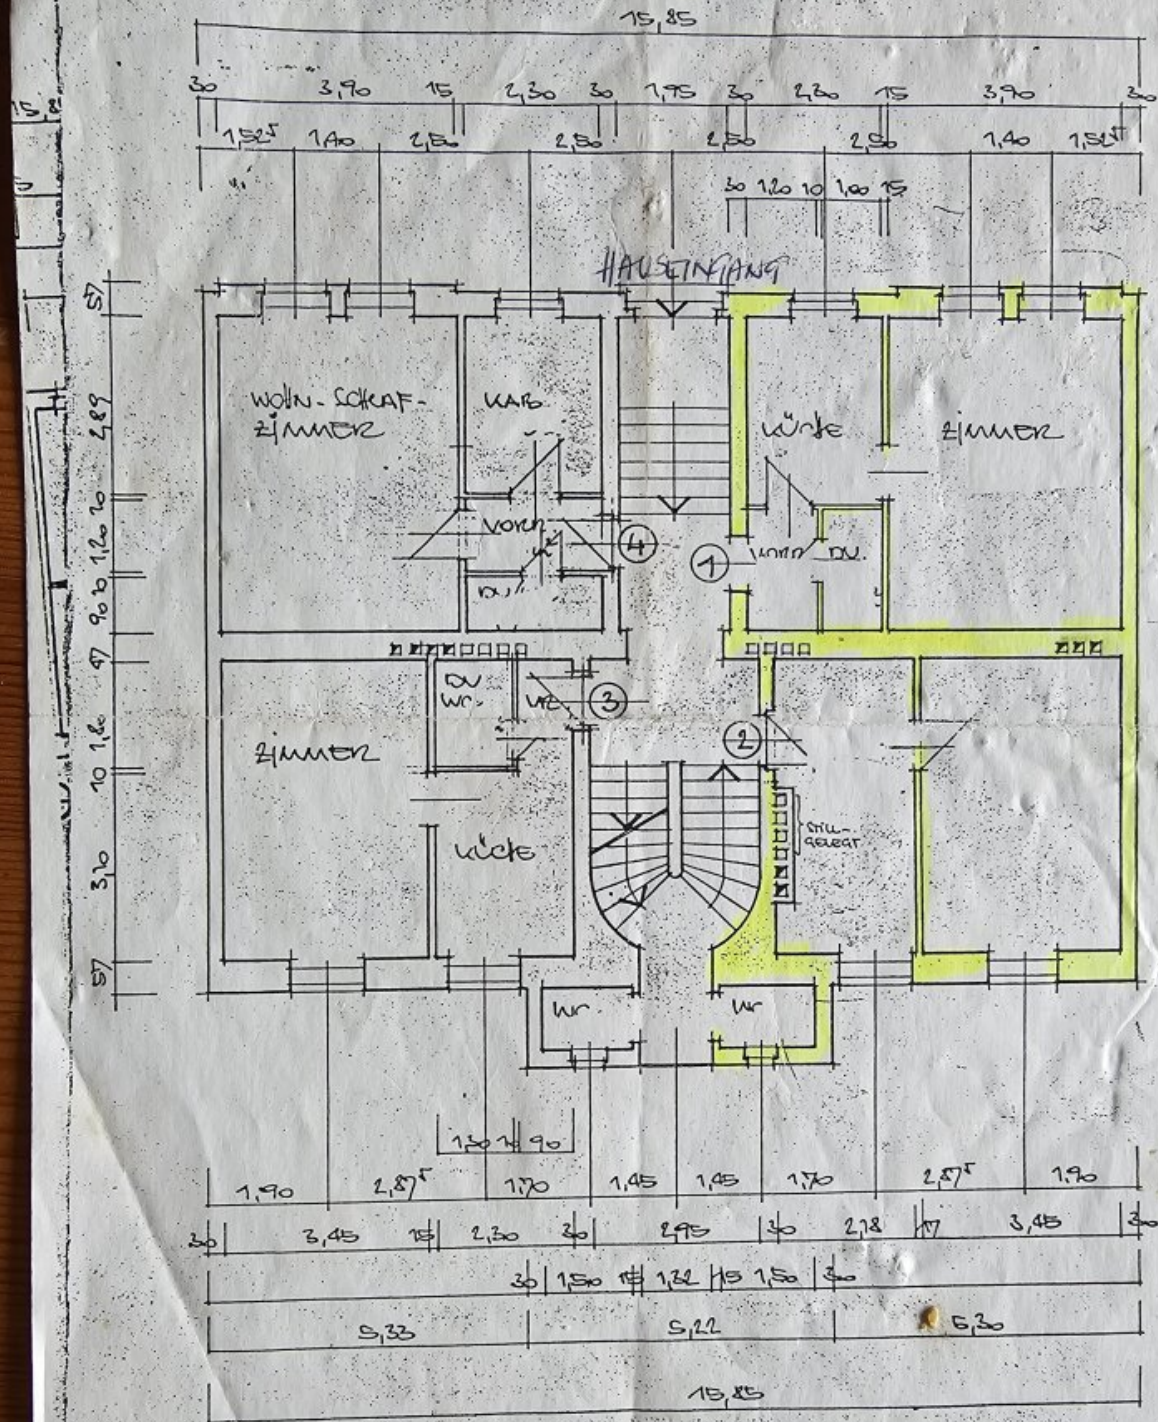 15,85
30 3,90 15 2,30 30 1,95 30 2,30 15 3,90 30
1,52⁵ 1,40 2,50 2,50 2,50 2,50 1,40 1,52⁵
30 1,20 10 1,00 15
HAUSEINGANG
57
WOHN-SCHLAF-
ZIMMER
KAB.
KÜCHE
ZIMMER
2,89
20
1,20
VORR
4
1
VORR
DU.
DU.
90
47
DU
WC.
VR.
3
2
ZIMMER
10
KÜCHE
STILL-
GELEGT
3,20
57
WC.
WC
1,30 10 90
1,90 2,87⁵ 1,70 1,45 1,45 1,70 2,87⁵ 1,90
30 3,45 15 2,30 30 2,95 30 2,18 17 3,45 30
30 1,50 15 1,32 15 1,50 30
5,33 5,22 5,30
15,85